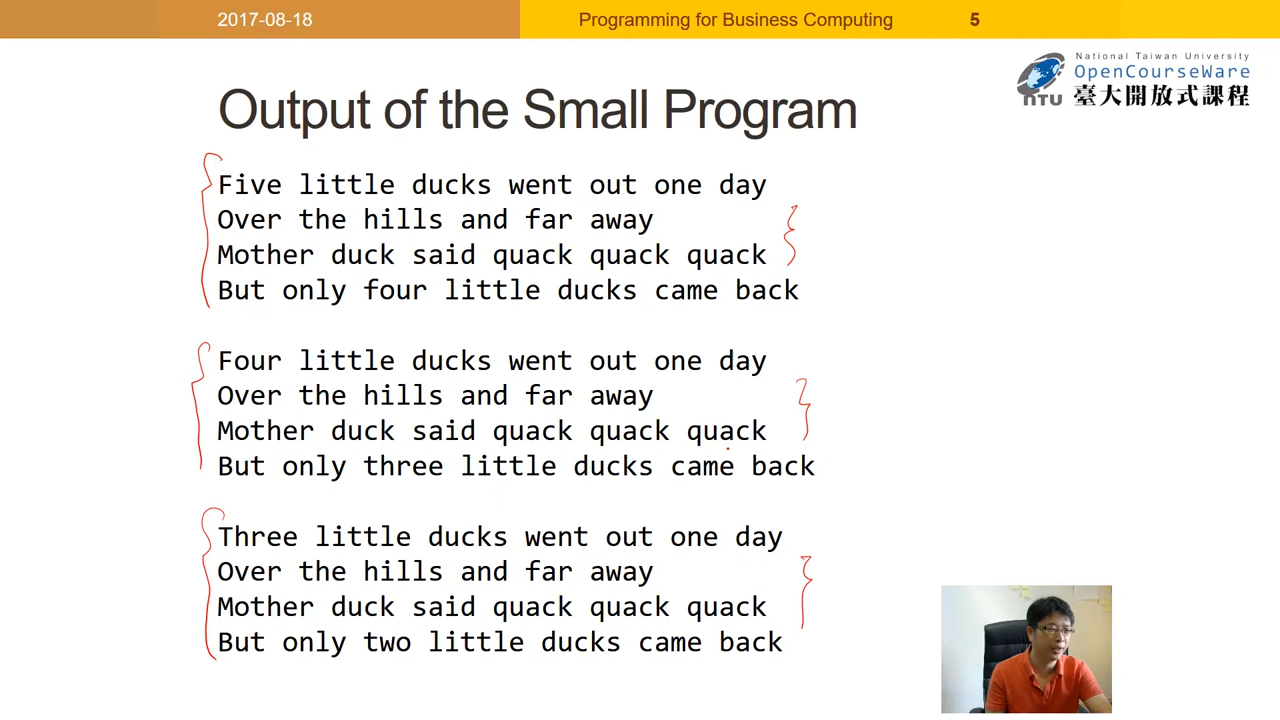 2017-08-18
Programming for Business Computing
5
National Taiwan University
OpenCourseWare
臺大開放式課程
NTU
Output of the Small Program
Five little ducks went out one day
Over the hills and far away
Mother duck said quack quack quack
But only four little ducks came back
Four little ducks went out one day
Over the hills and far away
Mother duck said quack quack quack
But only three little ducks came back
Three little ducks went out one day
Over the hills and far away
Mother duck said quack quack quack
But only two little ducks came back